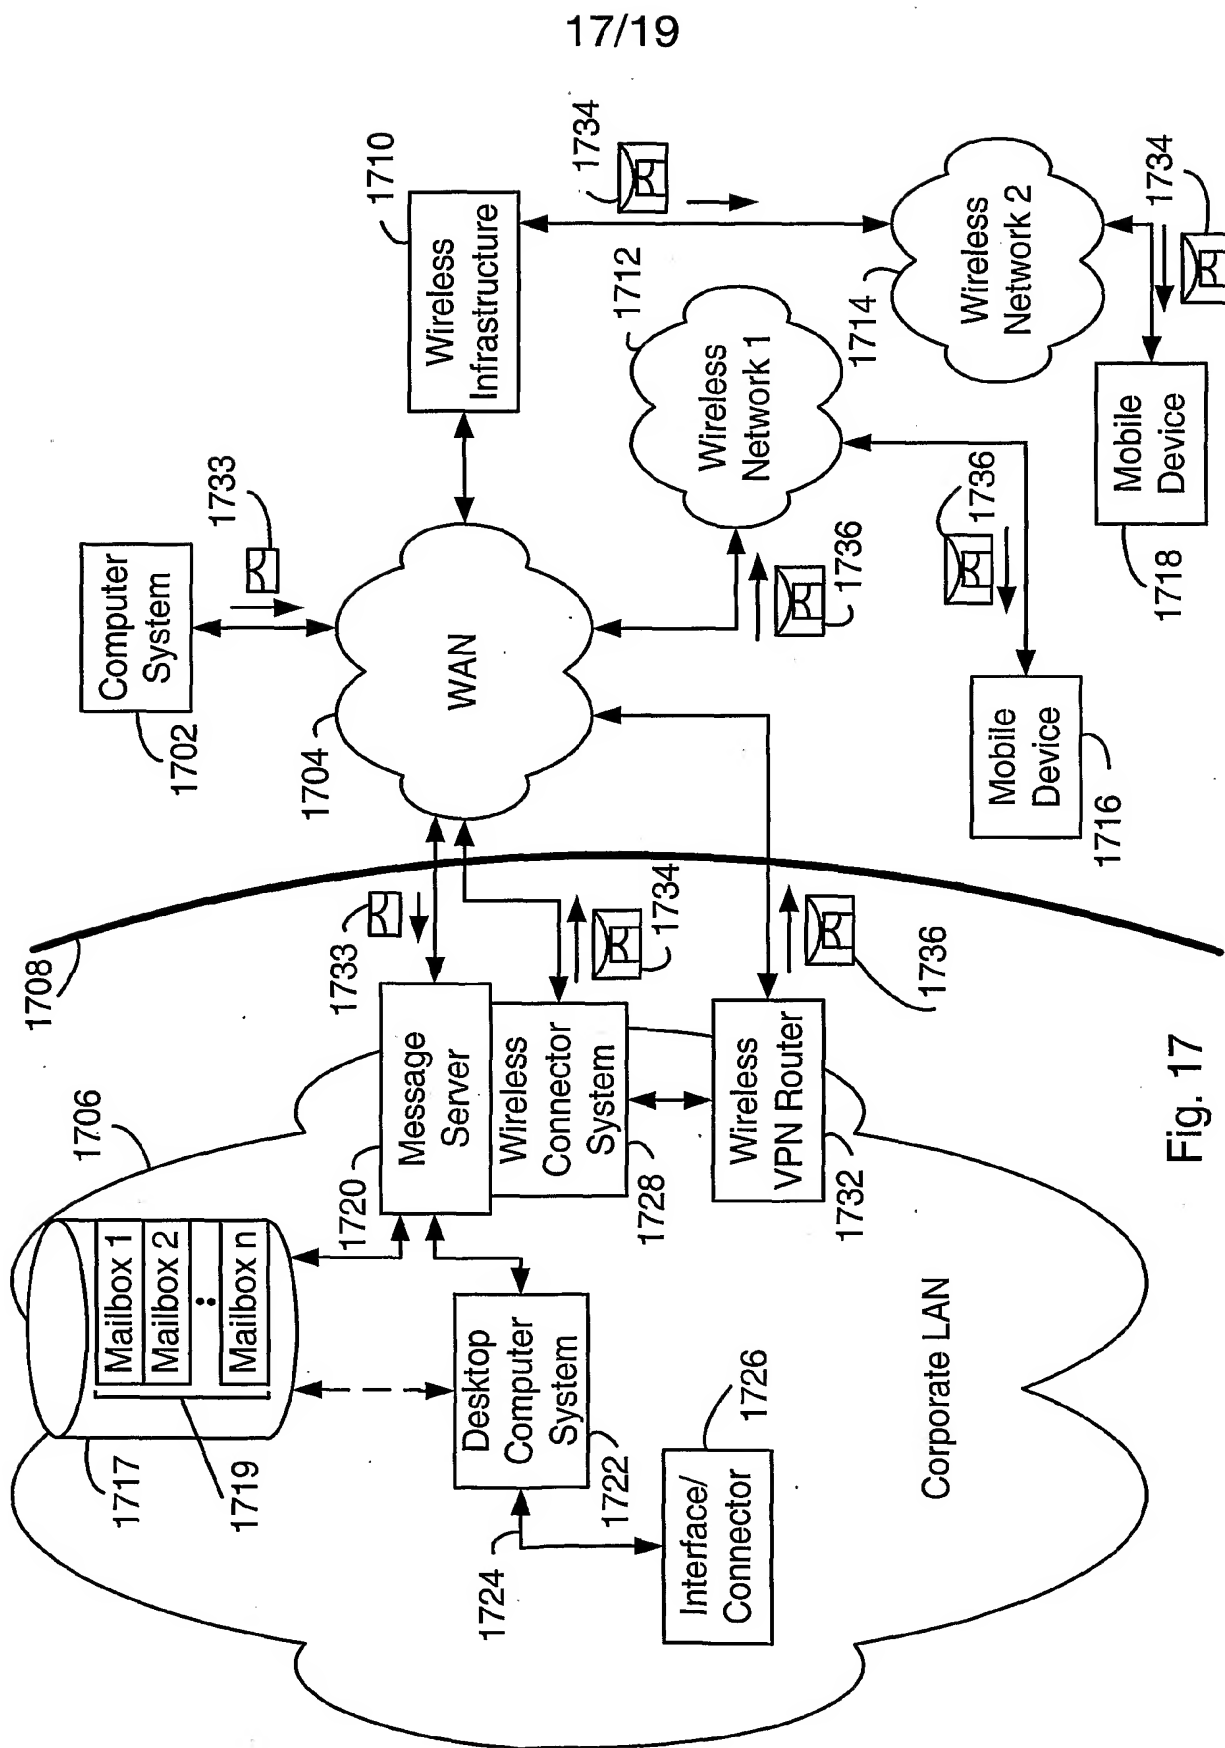 17/19
1702
Computer
System
1733
1704
WAN
1710
Wireless
Infrastructure
1734
1712
Wireless
Network 1
1714
Wireless
Network 2
1734
1736
1736
Mobile
Device
1716
Mobile
Device
1718
1708
1706
1717
1719
Mailbox 1
Mailbox 2
Mailbox n
1720
Message
Server
1733
Wireless
Connector
System
1728
1734
Wireless
VPN Router
1732
1736
Desktop
Computer
System
1722
1724
Interface/
Connector
1726
Corporate LAN
Fig. 17